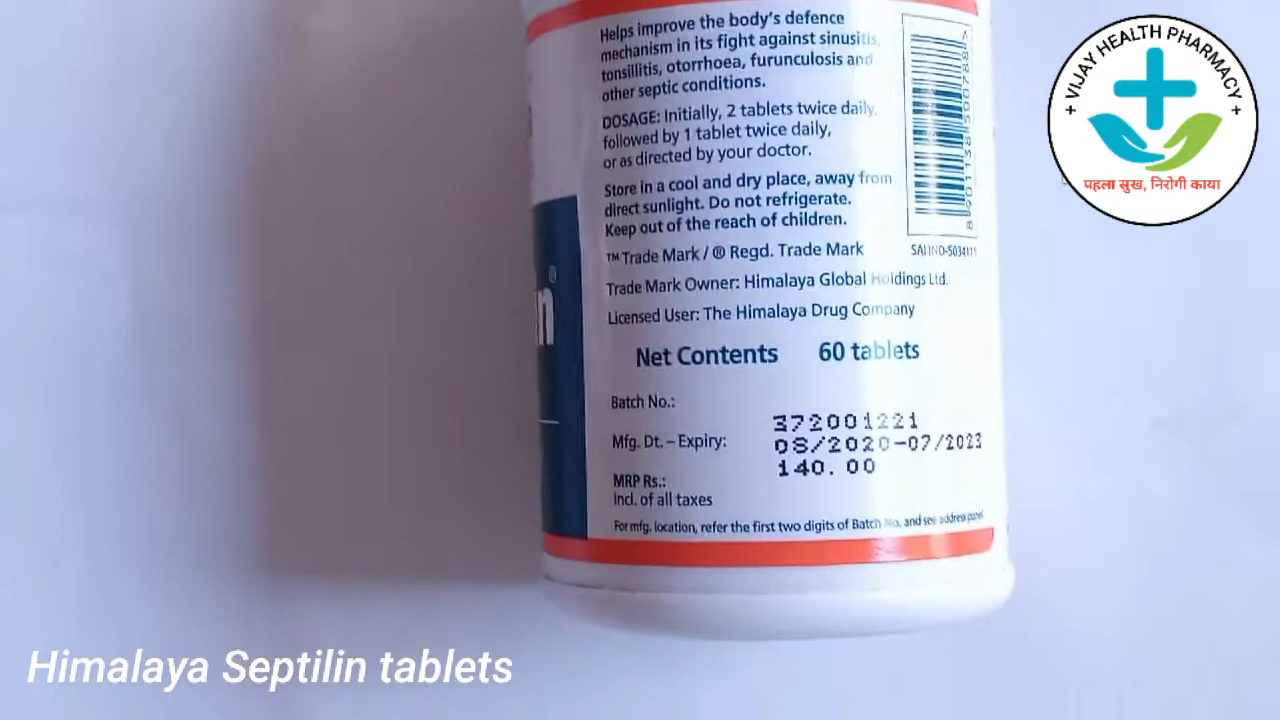 Helps improve the body's defence
mechanism in its fight against sinusitis,
tonsillitis, otorrhoea, furunculosis and
other septic conditions.
DOSAGE: Initially, 2 tablets twice daily,
followed by 1 tablet twice daily,
or as directed by your doctor.
Store in a cool and dry place, away from
direct sunlight. Do not refrigerate.
Keep out of the reach of children.
™ Trade Mark / ® Regd. Trade Mark
Trade Mark Owner: Himalaya Global Holdings Ltd.
Licensed User: The Himalaya Drug Company
Net Contents 60 tablets
Batch No.:
372001221
Mfg. Dt. – Expiry:
08/2020-07/2023
140.00
MRP Rs.:
Incl. of all taxes
For mfg. location, refer the first two digits of Batch No. and see address panel.
n®
+ VIJAY HEALTH PHARMACY +
पहला सुख, निरोगी काया
Himalaya Septilin tablets